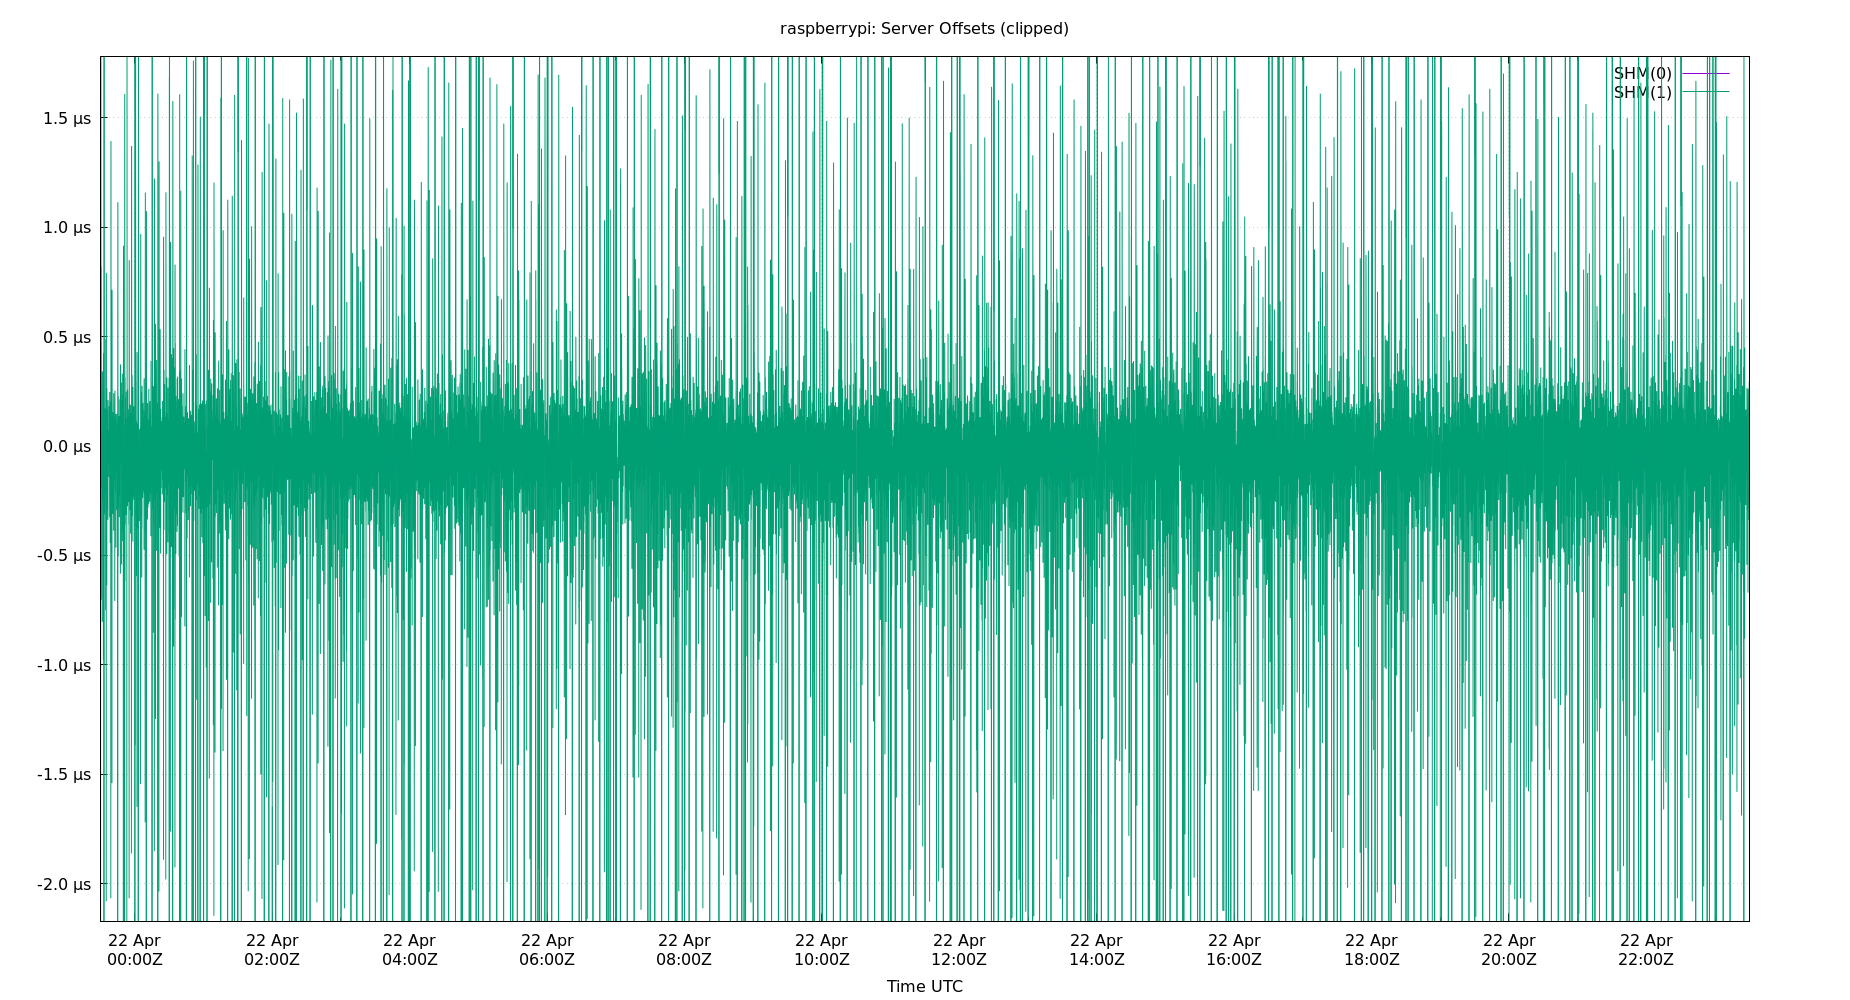 raspberrypi: Server Offsets (clipped)
SHM(0)
SHM(1)
1.5 µs
1.0 µs
0.5 µs
0.0 µs
-0.5 µs
-1.0 µs
-1.5 µs
-2.0 µs
22 Apr 22 Apr 22 Apr 22 Apr 22 Apr 22 Apr 22 Apr 22 Apr 22 Apr 22 Apr 22 Apr 22 Apr
00:00Z 02:00Z 04:00Z 06:00Z 08:00Z 10:00Z 12:00Z 14:00Z 16:00Z 18:00Z 20:00Z 22:00Z
Time UTC